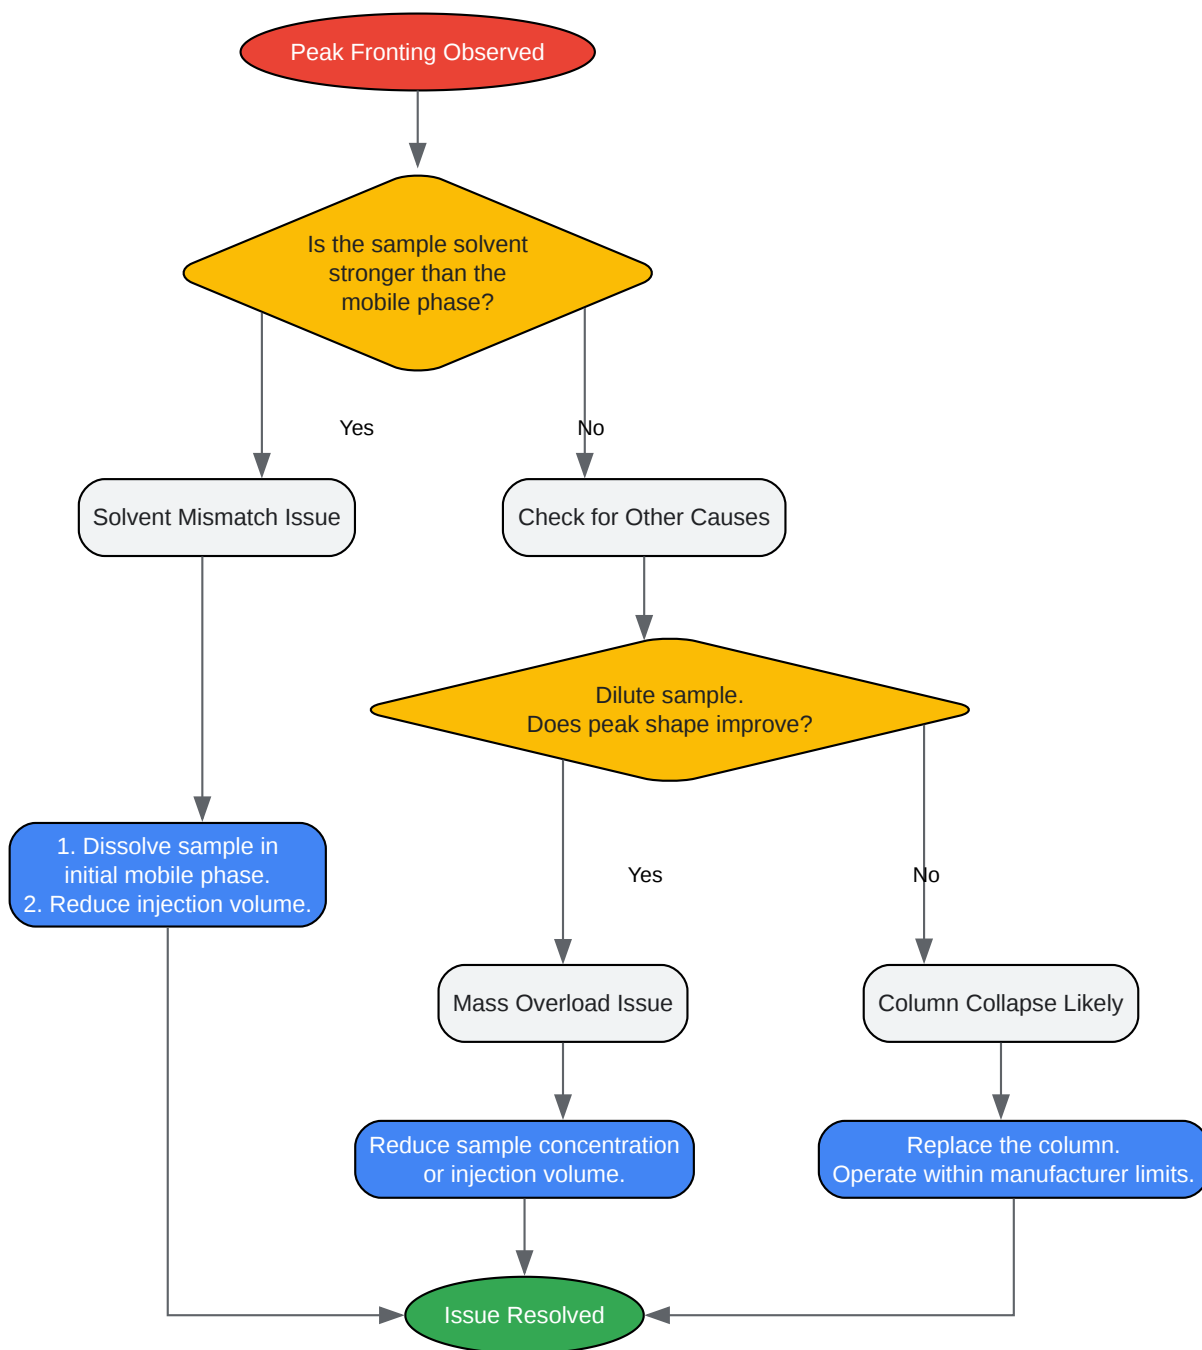 Peak Fronting Observed
Is the sample solvent
stronger than the
mobile phase?
Yes
No
Solvent Mismatch Issue
Check for Other Causes
Dilute sample.
Does peak shape improve?
1. Dissolve sample in
initial mobile phase.
2. Reduce injection volume.
Yes
No
Mass Overload Issue
Column Collapse Likely
Reduce sample concentration
or injection volume.
Replace the column.
Operate within manufacturer limits.
Issue Resolved